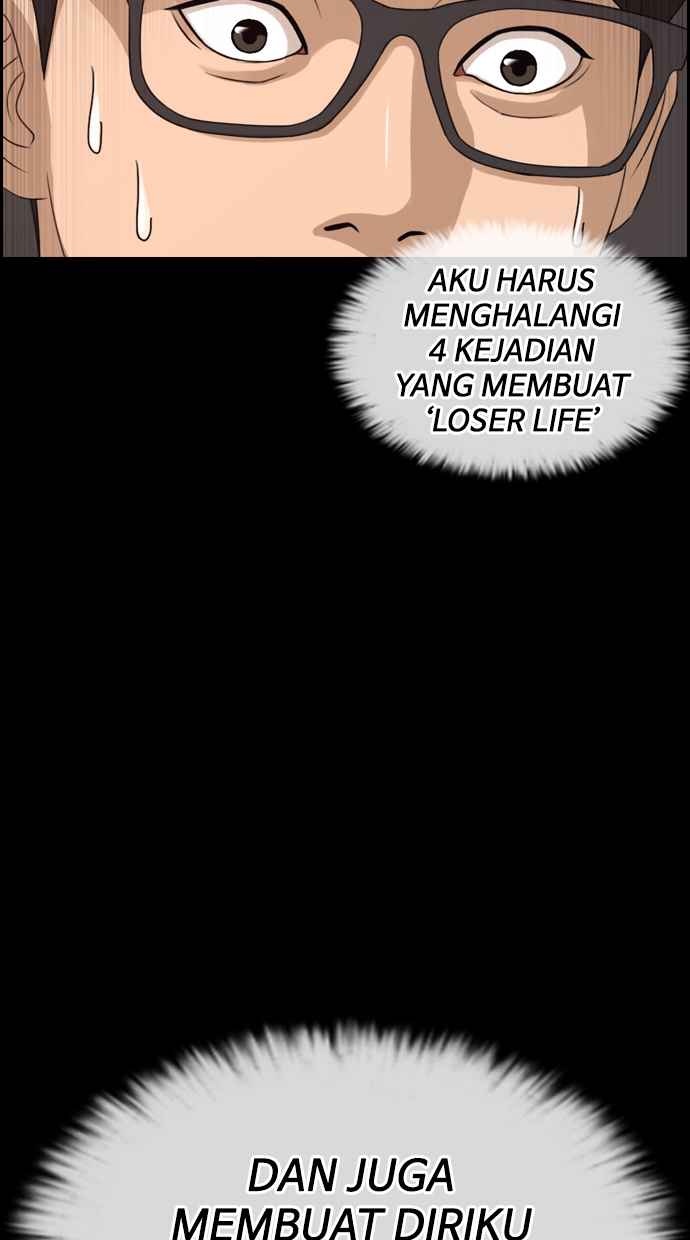 AKU HARUS
MENGHALANGI
4 KEJADIAN
YANG MEMBUAT
‘LOSER LIFE’
DAN JUGA
MEMBUAT DIRIKU